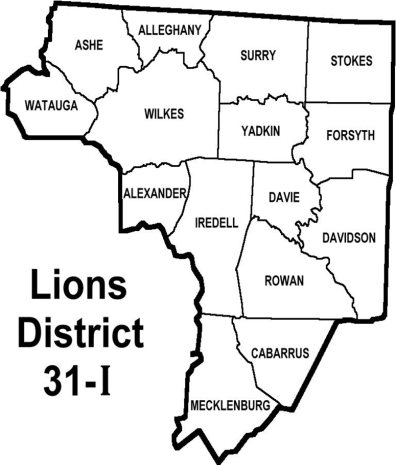 ALLEGHANY
ASHE
SURRY
STOKES
WATAUGA
WILKES
YADKIN
FORSYTH
ALEXANDER
DAVIE
IREDELL
DAVIDSON
ROWAN
Lions
District
31-I
CABARRUS
MECKLENBURG